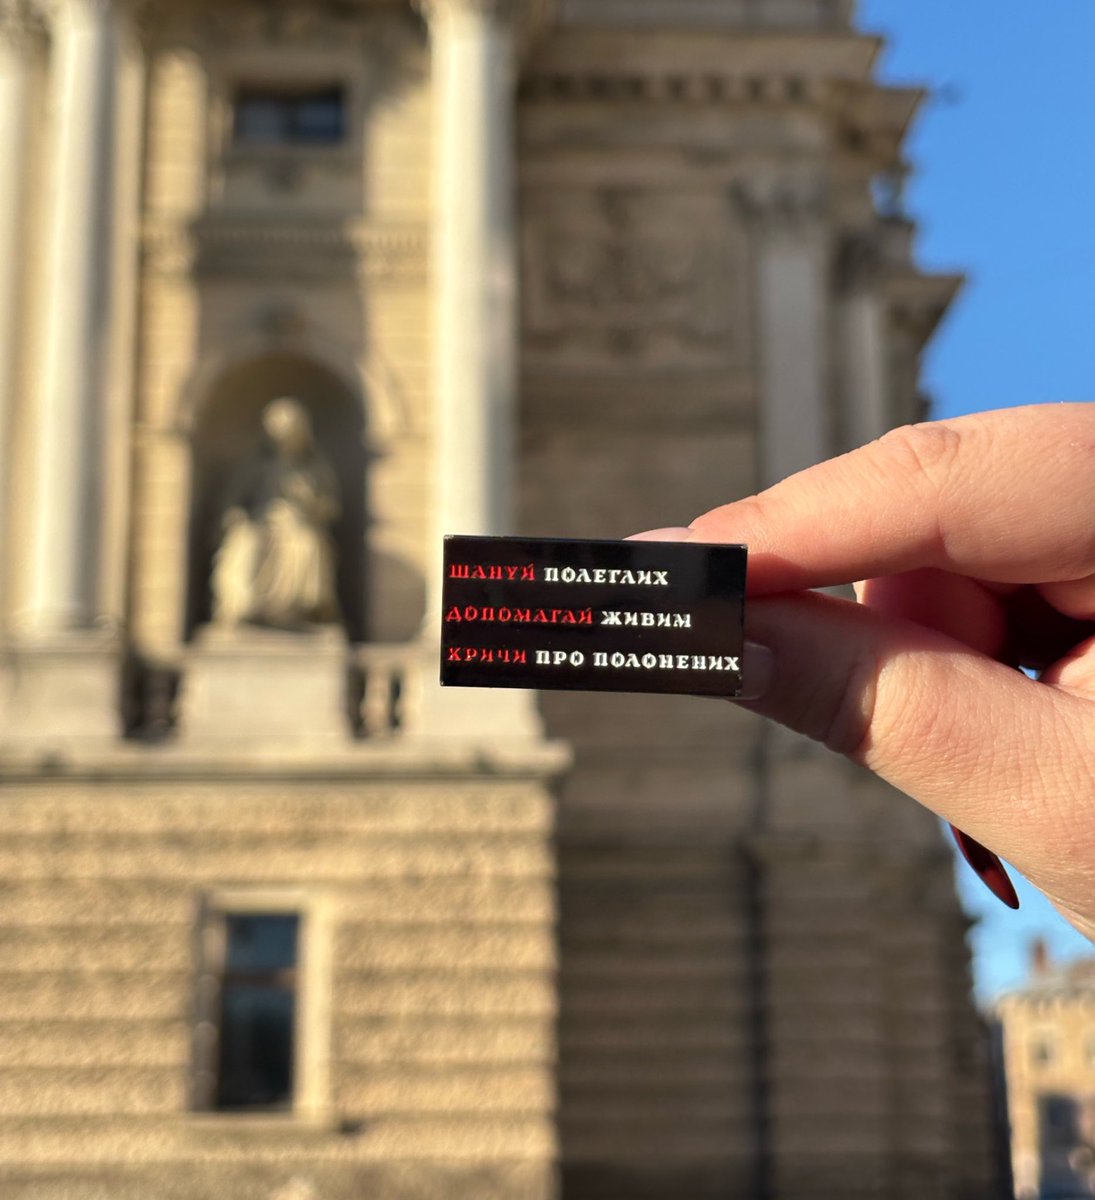 ШАНУЙ ПОЛЕГЛИХ
ДОПОМАГАЙ ЖИВИМ
КРИЧИ ПРО ПОЛОНЕНИХ